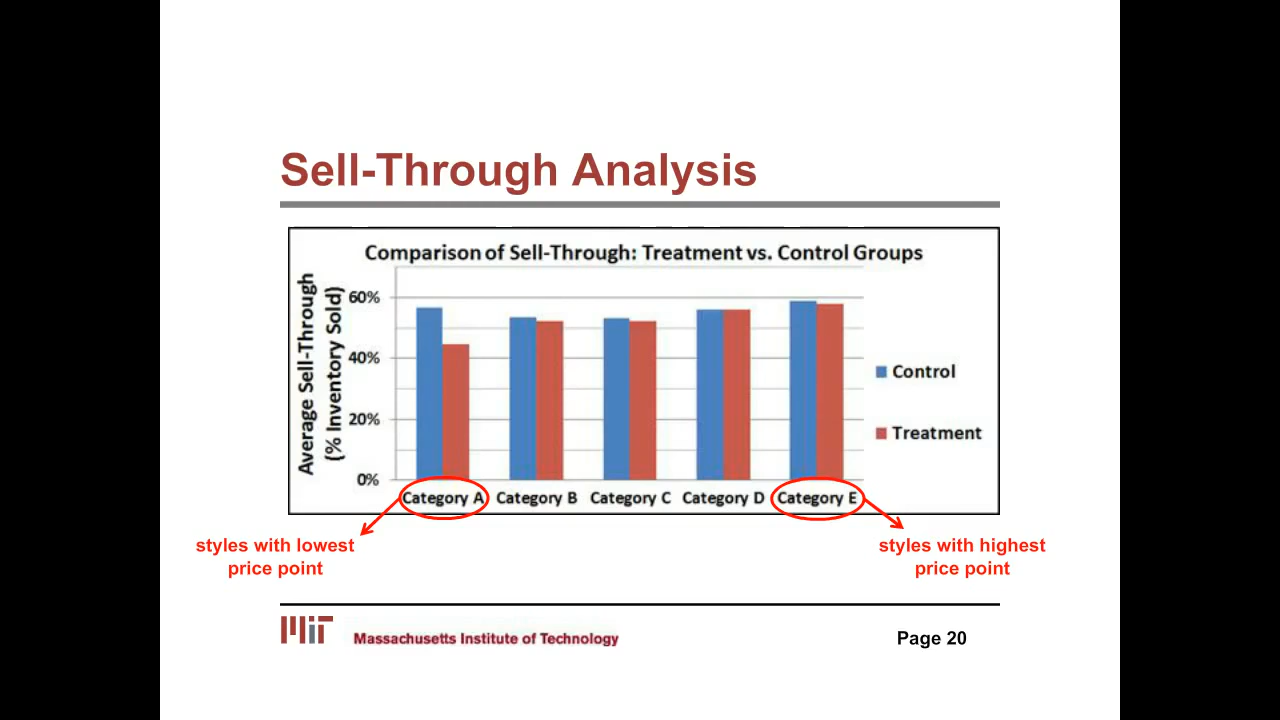 Sell-Through Analysis
Comparison of Sell-Through: Treatment vs. Control Groups
Average Sell-Through
(% Inventory Sold)
60%
40%
20%
0%
Control
Treatment
Category A Category B Category C Category D Category E
styles with lowest
price point
styles with highest
price point
MIT Massachusetts Institute of Technology
Page 20